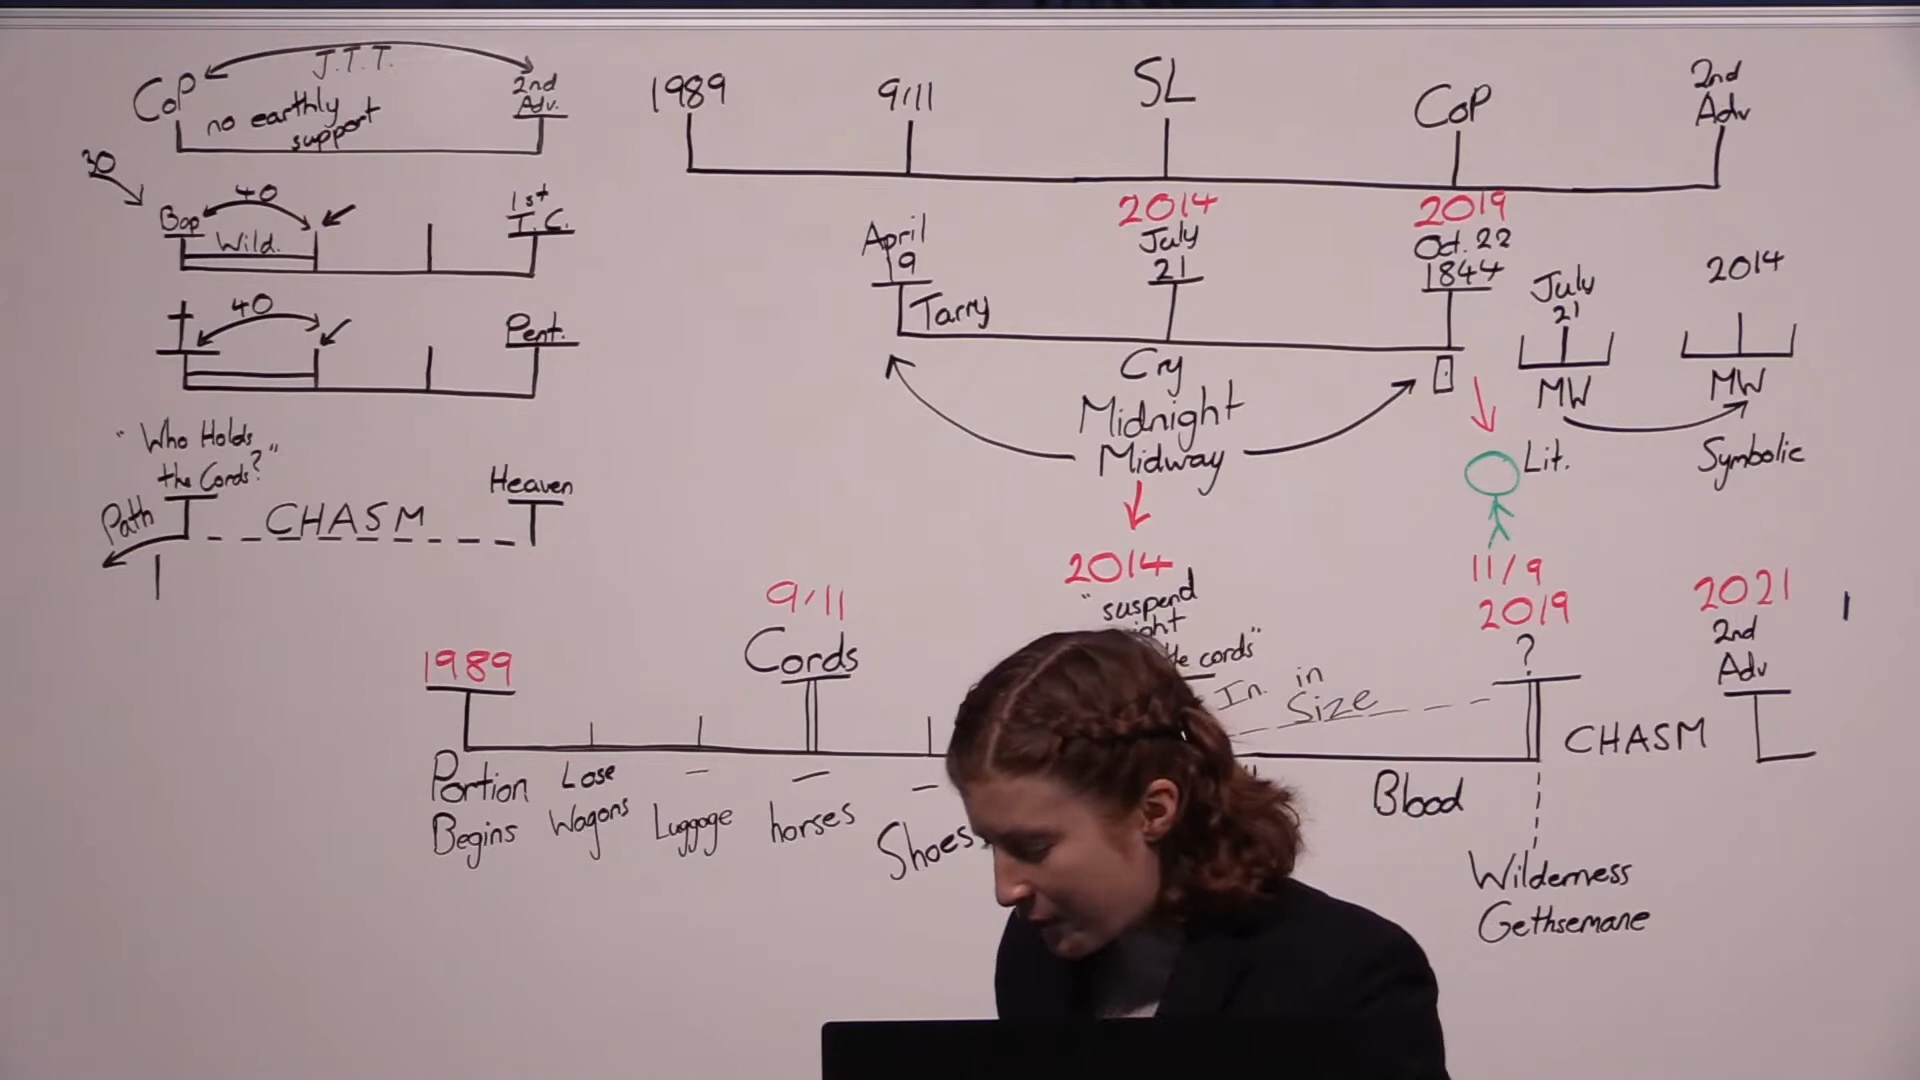 CoP
J.T.T.
2nd
Adv.
no earthly
support
30
Bap
40
Wild.
1st
T.C.
40
Pent.
"Who Holds
the Cords?"
Path
CHASM
Heaven
1989
9/11
SL
CoP
2nd
Adv
April
9
Tarry
2014
July
21
Cry
Midnight
Midway
2019
Oct. 22
1844
July
21
MW
2014
MW
Symbolic
Lit.
1989
9/11
Cords
2014
"suspend
the cords"
In. in
Size
11/9
2019
?
CHASM
2021
2nd
Adv
Portion
Begins
Lose
Wagons
Luggage
horses
Shoes
Blood
Wilderness
Gethsemane